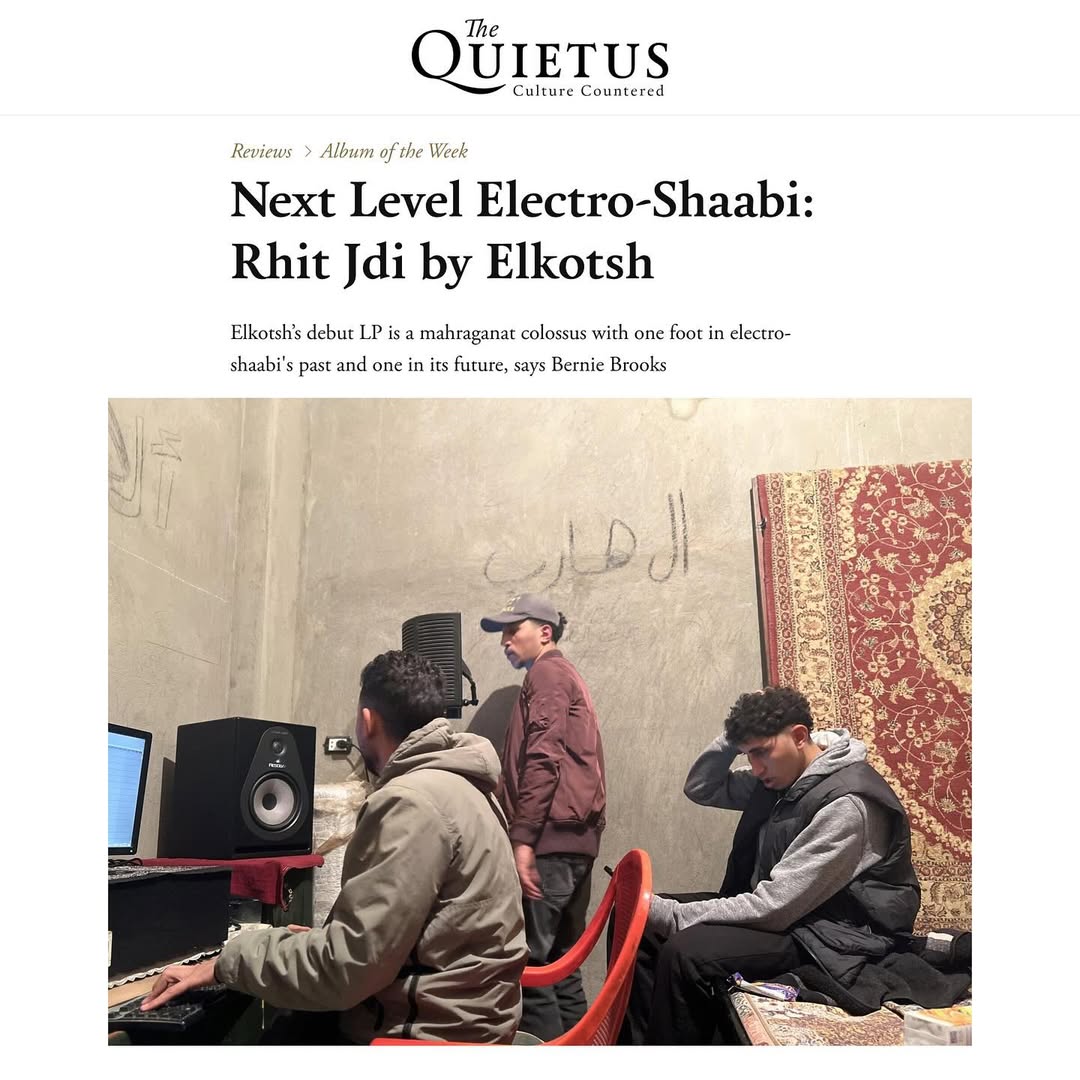 The
QUIETUS
Culture Countered
Reviews > Album of the Week
Next Level Electro-Shaabi:
Rhit Jdi by Elkotsh
Elkotsh’s debut LP is a mahraganat colossus with one foot in electro-
shaabi's past and one in its future, says Bernie Brooks